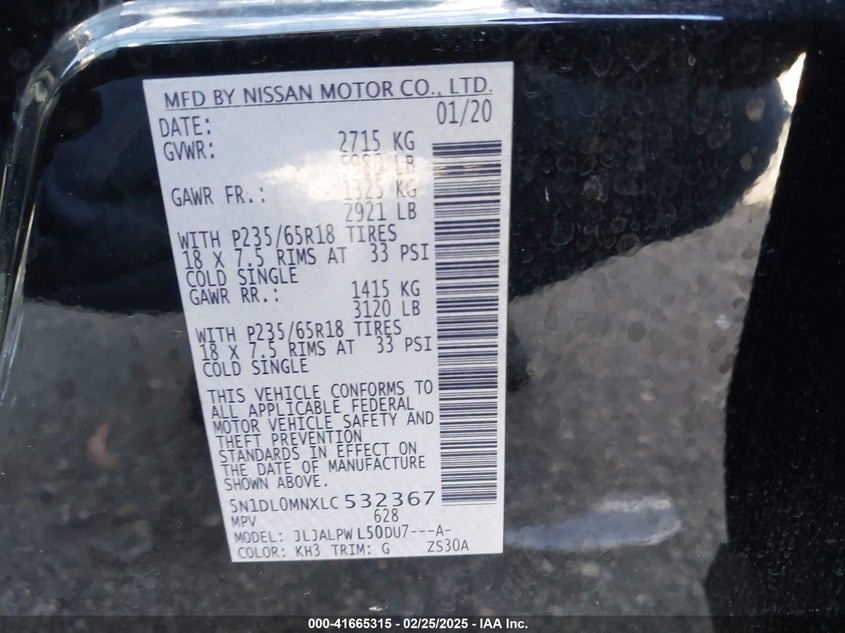 MFD BY NISSAN MOTOR CO., LTD.
DATE: 01/20
GVWR: 2715 KG
LB
GAWR FR.: 1325 KG
2921 LB
WITH P235/65R18 TIRES
18 X 7.5 RIMS AT 33 PSI
COLD SINGLE
GAWR RR.: 1415 KG
3120 LB
WITH P235/65R18 TIRES
18 X 7.5 RIMS AT 33 PSI
COLD SINGLE
THIS VEHICLE CONFORMS TO
ALL APPLICABLE FEDERAL
MOTOR VEHICLE SAFETY AND
THEFT PREVENTION
STANDARDS IN EFFECT ON
THE DATE OF MANUFACTURE
SHOWN ABOVE.
5N1DL0MNXLC532367
MPV 628
MODEL: JLJALPW L50DU7---A-
COLOR: KH3 TRIM: G ZS30A
000-41665315 - 02/25/2025 - IAA Inc.